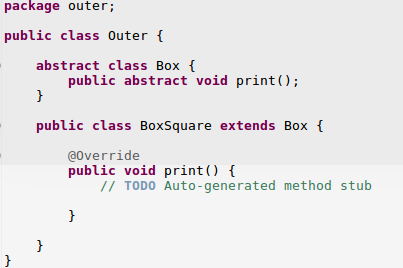 package outer;
public class Outer {
abstract class Box {
public abstract void print();
}
public class BoxSquare extends Box {
@Override
public void print() {
// TODO Auto-generated method stub
}
}
}